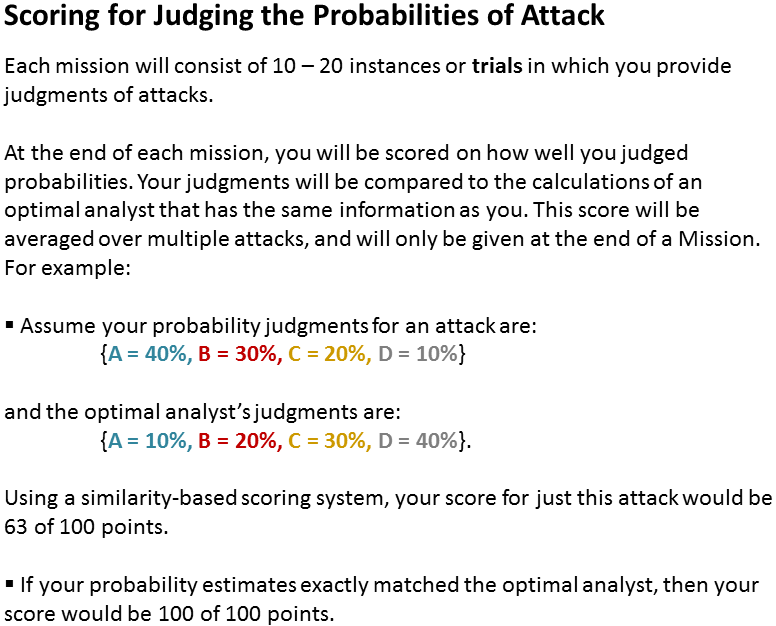 Scoring for Judging the Probabilities of Attack
Each mission will consist of 10 – 20 instances or trials in which you provide
judgments of attacks.
At the end of each mission, you will be scored on how well you judged
probabilities. Your judgments will be compared to the calculations of an
optimal analyst that has the same information as you. This score will be
averaged over multiple attacks, and will only be given at the end of a Mission.
For example:
▪ Assume your probability judgments for an attack are:
{A = 40%, B = 30%, C = 20%, D = 10%}
and the optimal analyst’s judgments are:
{A = 10%, B = 20%, C = 30%, D = 40%}.
Using a similarity-based scoring system, your score for just this attack would be
63 of 100 points.
▪ If your probability estimates exactly matched the optimal analyst, then your
score would be 100 of 100 points.